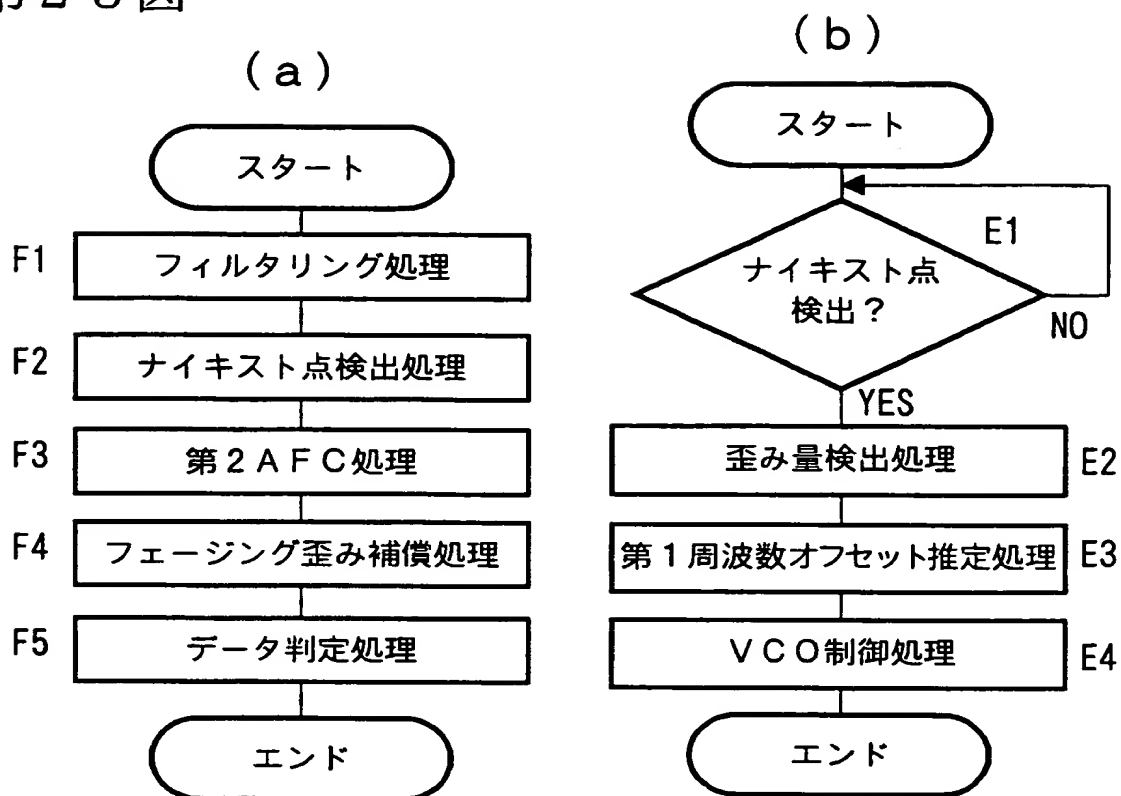 (a)
スタート
F1 フィルタリング処理
F2 ナイキスト点検出処理
F3 第2AFC処理
F4 フェージング歪み補償処理
F5 データ判定処理
エンド
(b)
スタート
E1
ナイキスト点
検出?
NO
YES
歪み量検出処理 E2
第1周波数オフセット推定処理 E3
VCO制御処理 E4
エンド